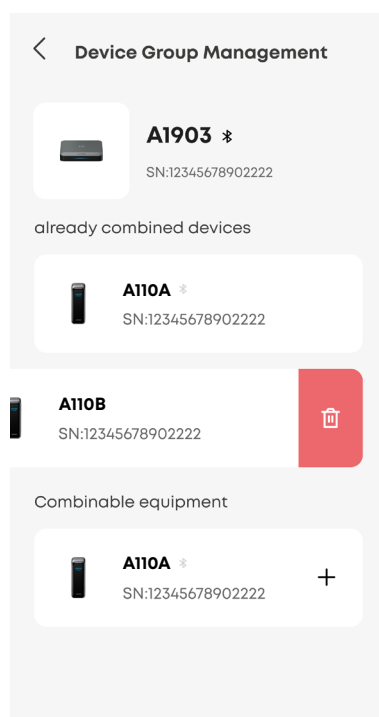 Device Group Management
A1903
SN:12345678902222
already combined devices
A110A
SN:12345678902222
A110B
SN:12345678902222
Combinable equipment
A110A
SN:12345678902222